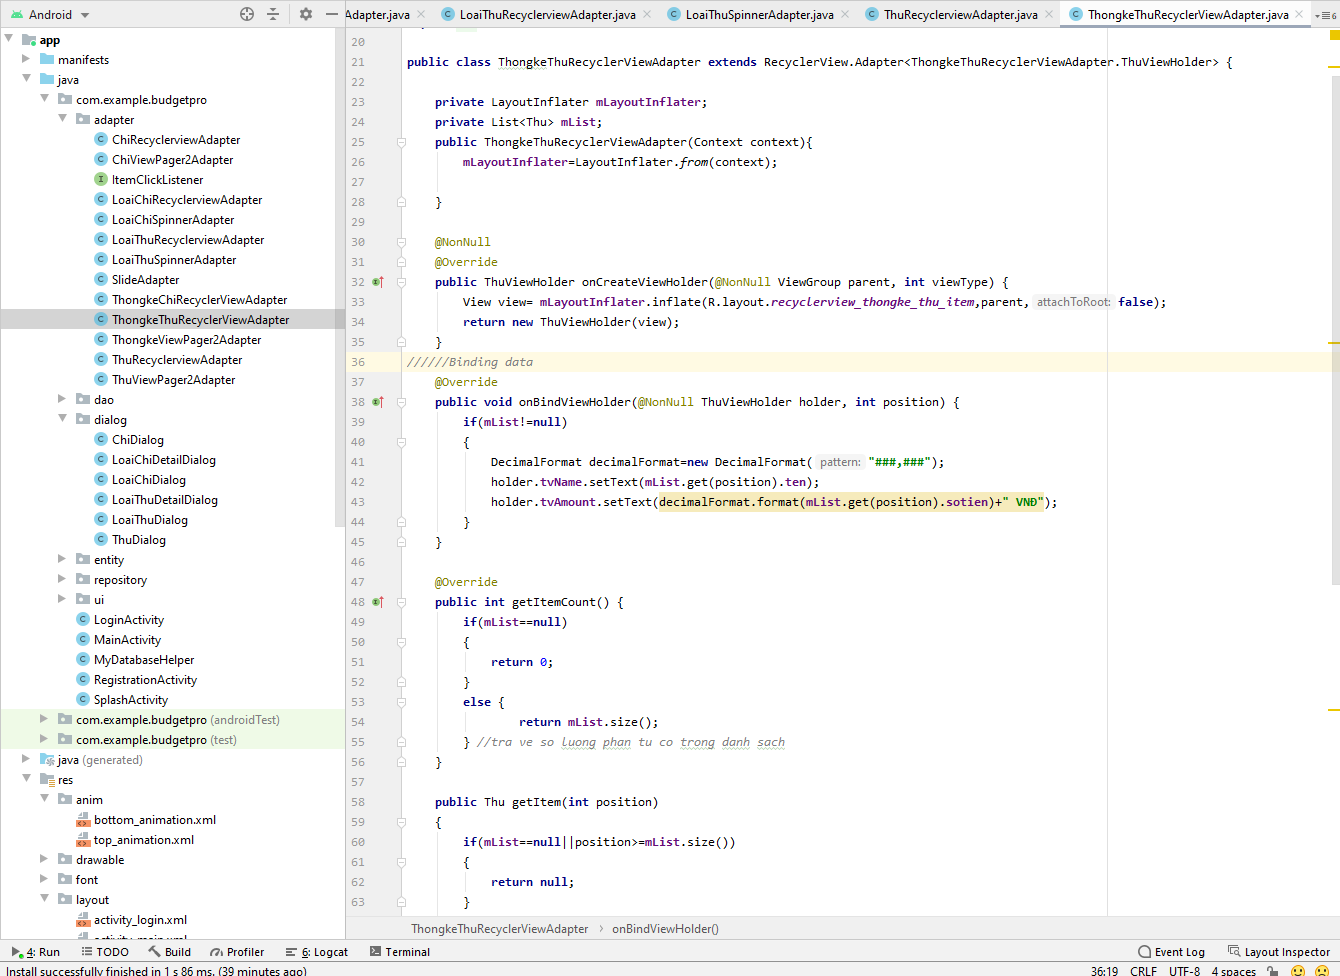 Android
Adapter.java
LoaiThuRecyclerviewAdapter.java
LoaiThuSpinnerAdapter.java
ThuRecyclerviewAdapter.java
ThongkeThuRecyclerViewAdapter.java
6
app
manifests
java
com.example.budgetpro
adapter
ChiRecyclerviewAdapter
ChiViewPager2Adapter
ItemClickListener
LoaiChiRecyclerviewAdapter
LoaiChiSpinnerAdapter
LoaiThuRecyclerviewAdapter
LoaiThuSpinnerAdapter
SlideAdapter
ThongkeChiRecyclerViewAdapter
ThongkeThuRecyclerViewAdapter
ThongkeViewPager2Adapter
ThuRecyclerviewAdapter
ThuViewPager2Adapter
dao
dialog
ChiDialog
LoaiChiDetailDialog
LoaiChiDialog
LoaiThuDetailDialog
LoaiThuDialog
ThuDialog
entity
repository
ui
LoginActivity
MainActivity
MyDatabaseHelper
RegistrationActivity
SplashActivity
com.example.budgetpro (androidTest)
com.example.budgetpro (test)
java (generated)
res
anim
bottom_animation.xml
top_animation.xml
drawable
font
layout
activity_login.xml
20
21 public class ThongkeThuRecyclerViewAdapter extends RecyclerView.Adapter<ThongkeThuRecyclerViewAdapter.ThuViewHolder> {
22
23 private LayoutInflater mLayoutInflater;
24 private List<Thu> mList;
25 public ThongkeThuRecyclerViewAdapter(Context context){
26 mLayoutInflater=LayoutInflater.from(context);
27
28 }
29
30 @NonNull
31 @Override
32 public ThuViewHolder onCreateViewHolder(@NonNull ViewGroup parent, int viewType) {
33 View view= mLayoutInflater.inflate(R.layout.recyclerview_thongke_thu_item,parent, attachToRoot: false);
34 return new ThuViewHolder(view);
35 }
36 //////Binding data
37 @Override
38 public void onBindViewHolder(@NonNull ThuViewHolder holder, int position) {
39 if(mList!=null)
40 {
41 DecimalFormat decimalFormat=new DecimalFormat( pattern: "###,###");
42 holder.tvName.setText(mList.get(position).ten);
43 holder.tvAmount.setText(decimalFormat.format(mList.get(position).sotien)+" VNĐ");
44 }
45 }
46
47 @Override
48 public int getItemCount() {
49 if(mList==null)
50 {
51 return 0;
52 }
53 else {
54 return mList.size();
55 } //tra ve so luong phan tu co trong danh sach
56 }
57
58 public Thu getItem(int position)
59 {
60 if(mList==null||position>=mList.size())
61 {
62 return null;
63 }
ThongkeThuRecyclerViewAdapter > onBindViewHolder()
4: Run
TODO
Build
Profiler
6: Logcat
Terminal
Event Log
Layout Inspector
Install successfully finished in 1 s 86 ms. (39 minutes ago)
36:19 CRLF UTF-8 4 spaces